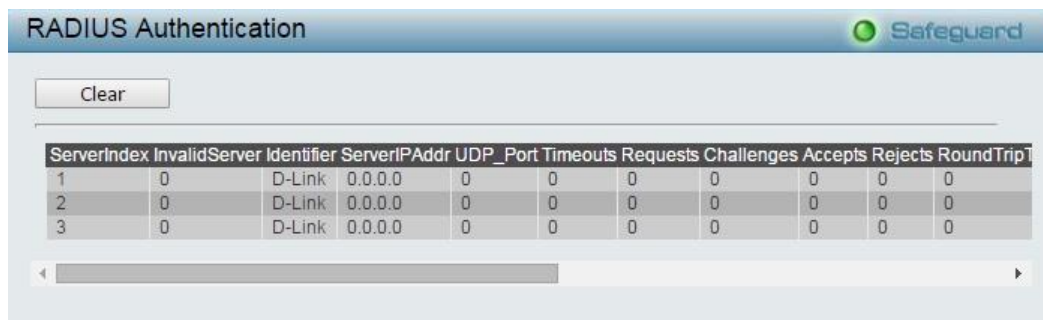 RADIUS Authentication
Safeguard
Clear
ServerIndex InvalidServer Identifier ServerIPAddr UDP_Port Timeouts Requests Challenges Accepts Rejects RoundTripT
1 0 D-Link 0.0.0.0 0 0 0 0 0 0 0
2 0 D-Link 0.0.0.0 0 0 0 0 0 0 0
3 0 D-Link 0.0.0.0 0 0 0 0 0 0 0